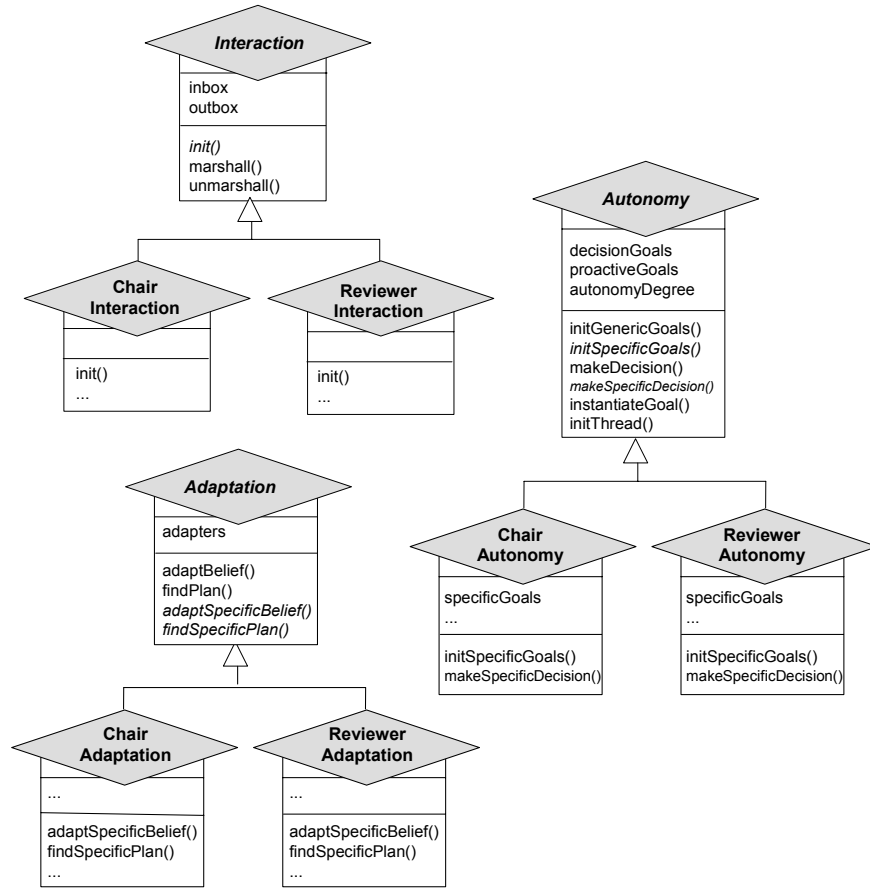 Interaction
inbox
outbox
init()
marshall()
unmarshall()
Chair
Interaction
init()
...
Reviewer
Interaction
init()
...
Autonomy
decisionGoals
proactiveGoals
autonomyDegree
initGenericGoals()
initSpecificGoals()
makeDecision()
makeSpecificDecision()
instantiateGoal()
initThread()
Chair
Autonomy
specificGoals
...
initSpecificGoals()
makeSpecificDecision()
Reviewer
Autonomy
specificGoals
...
initSpecificGoals()
makeSpecificDecision()
Adaptation
adapters
adaptBelief()
findPlan()
adaptSpecificBelief()
findSpecificPlan()
Chair
Adaptation
...
adaptSpecificBelief()
findSpecificPlan()
...
Reviewer
Adaptation
...
adaptSpecificBelief()
findSpecificPlan()
...